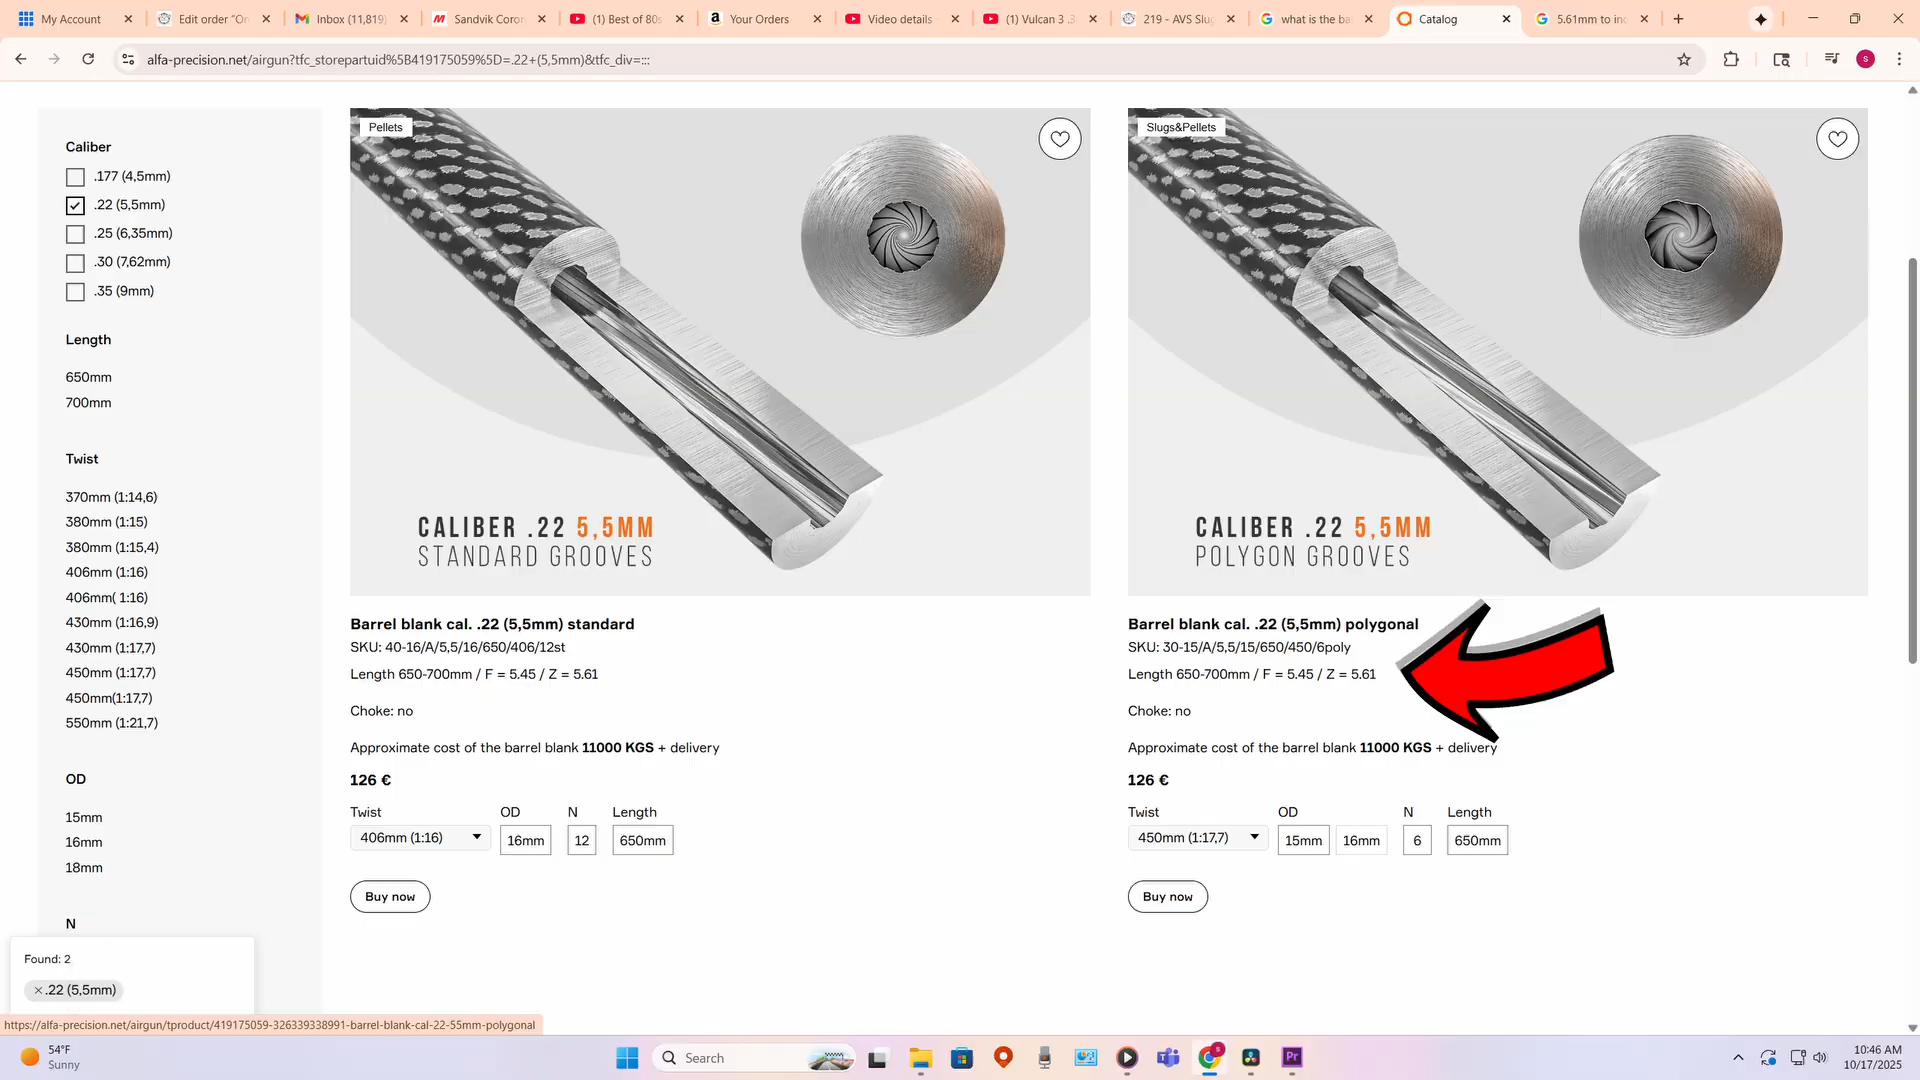 My Account
Edit order "On
Inbox (11,819)
Sandvik Coron
(1) Best of 80s
Your Orders
Video details
(1) Vulcan 3 .3
219 - AVS Slug
what is the ba
Catalog
5.61mm to inc
alfa-precision.net/airgun?tfc_storepartuid%5B419175059%5D=.22+(5,5mm)&tfc_div=:::
S
Caliber
.177 (4,5mm)
.22 (5,5mm)
.25 (6,35mm)
.30 (7,62mm)
.35 (9mm)
Length
650mm
700mm
Twist
370mm (1:14,6)
380mm (1:15)
380mm (1:15,4)
406mm (1:16)
406mm( 1:16)
430mm (1:16,9)
430mm (1:17,7)
450mm (1:17,7)
450mm(1:17,7)
550mm (1:21,7)
OD
15mm
16mm
18mm
N
Found: 2
×.22 (5,5mm)
Pellets
CALIBER .22 5,5MM
STANDARD GROOVES
Barrel blank cal. .22 (5,5mm) standard
SKU: 40-16/A/5,5/16/650/406/12st
Length 650-700mm / F = 5.45 / Z = 5.61
Choke: no
Approximate cost of the barrel blank 11000 KGS + delivery
126 €
Twist OD N Length
406mm (1:16) 16mm 12 650mm
Buy now
Slugs&Pellets
CALIBER .22 5,5MM
POLYGON GROOVES
Barrel blank cal. .22 (5,5mm) polygonal
SKU: 30-15/A/5,5/15/650/450/6poly
Length 650-700mm / F = 5.45 / Z = 5.61
Choke: no
Approximate cost of the barrel blank 11000 KGS + delivery
126 €
Twist OD N Length
450mm (1:17,7) 15mm 16mm 6 650mm
Buy now
https://alfa-precision.net/airgun/tproduct/419175059-326339338991-barrel-blank-cal-22-55mm-polygonal
54°F
Sunny
Search
Pr
10:46 AM
10/17/2025